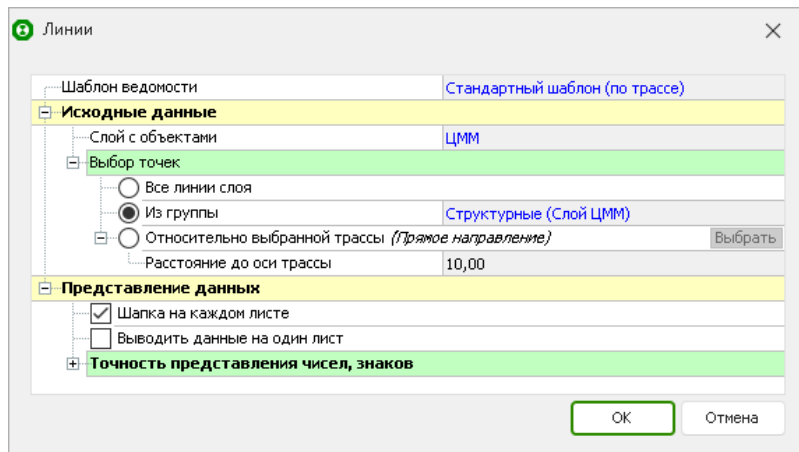 Линии
Шаблон ведомости Стандартный шаблон (по трассе)
Исходные данные
Слой с объектами ЦММ
Выбор точек
Все линии слоя
Из группы Структурные (Слой ЦММ)
Относительно выбранной трассы (Прямое направление) Выбрать
Расстояние до оси трассы 10,00
Представление данных
Шапка на каждом листе
Выводить данные на один лист
Точность представления чисел, знаков
OK Отмена